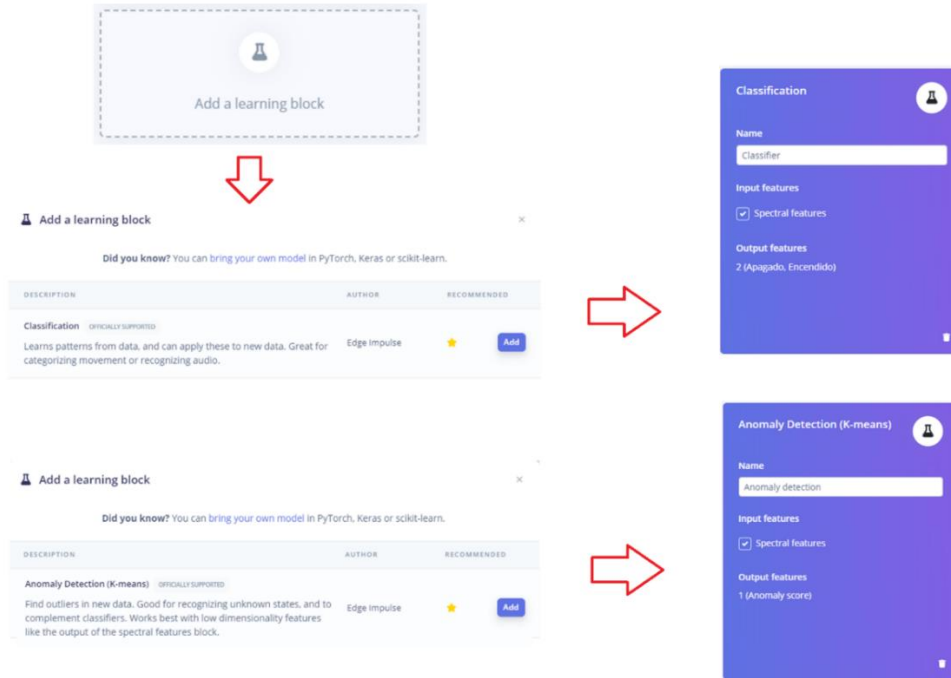 Add a learning block
Add a learning block
×
Did you know? You can bring your own model in PyTorch, Keras or scikit-learn.
DESCRIPTION AUTHOR RECOMMENDED
Classification OFFICIALLY SUPPORTED
Learns patterns from data, and can apply these to new data. Great for
categorizing movement or recognizing audio.
Edge Impulse
Add
Classification
Name
Classifier
Input features
Spectral features
Output features
2 (Apagado, Encendido)
Add a learning block
×
Did you know? You can bring your own model in PyTorch, Keras or scikit-learn.
DESCRIPTION AUTHOR RECOMMENDED
Anomaly Detection (K-means) OFFICIALLY SUPPORTED
Find outliers in new data. Good for recognizing unknown states, and to
complement classifiers. Works best with low dimensionality features
like the output of the spectral features block.
Edge Impulse
Add
Anomaly Detection (K-means)
Name
Anomaly detection
Input features
Spectral features
Output features
1 (Anomaly score)